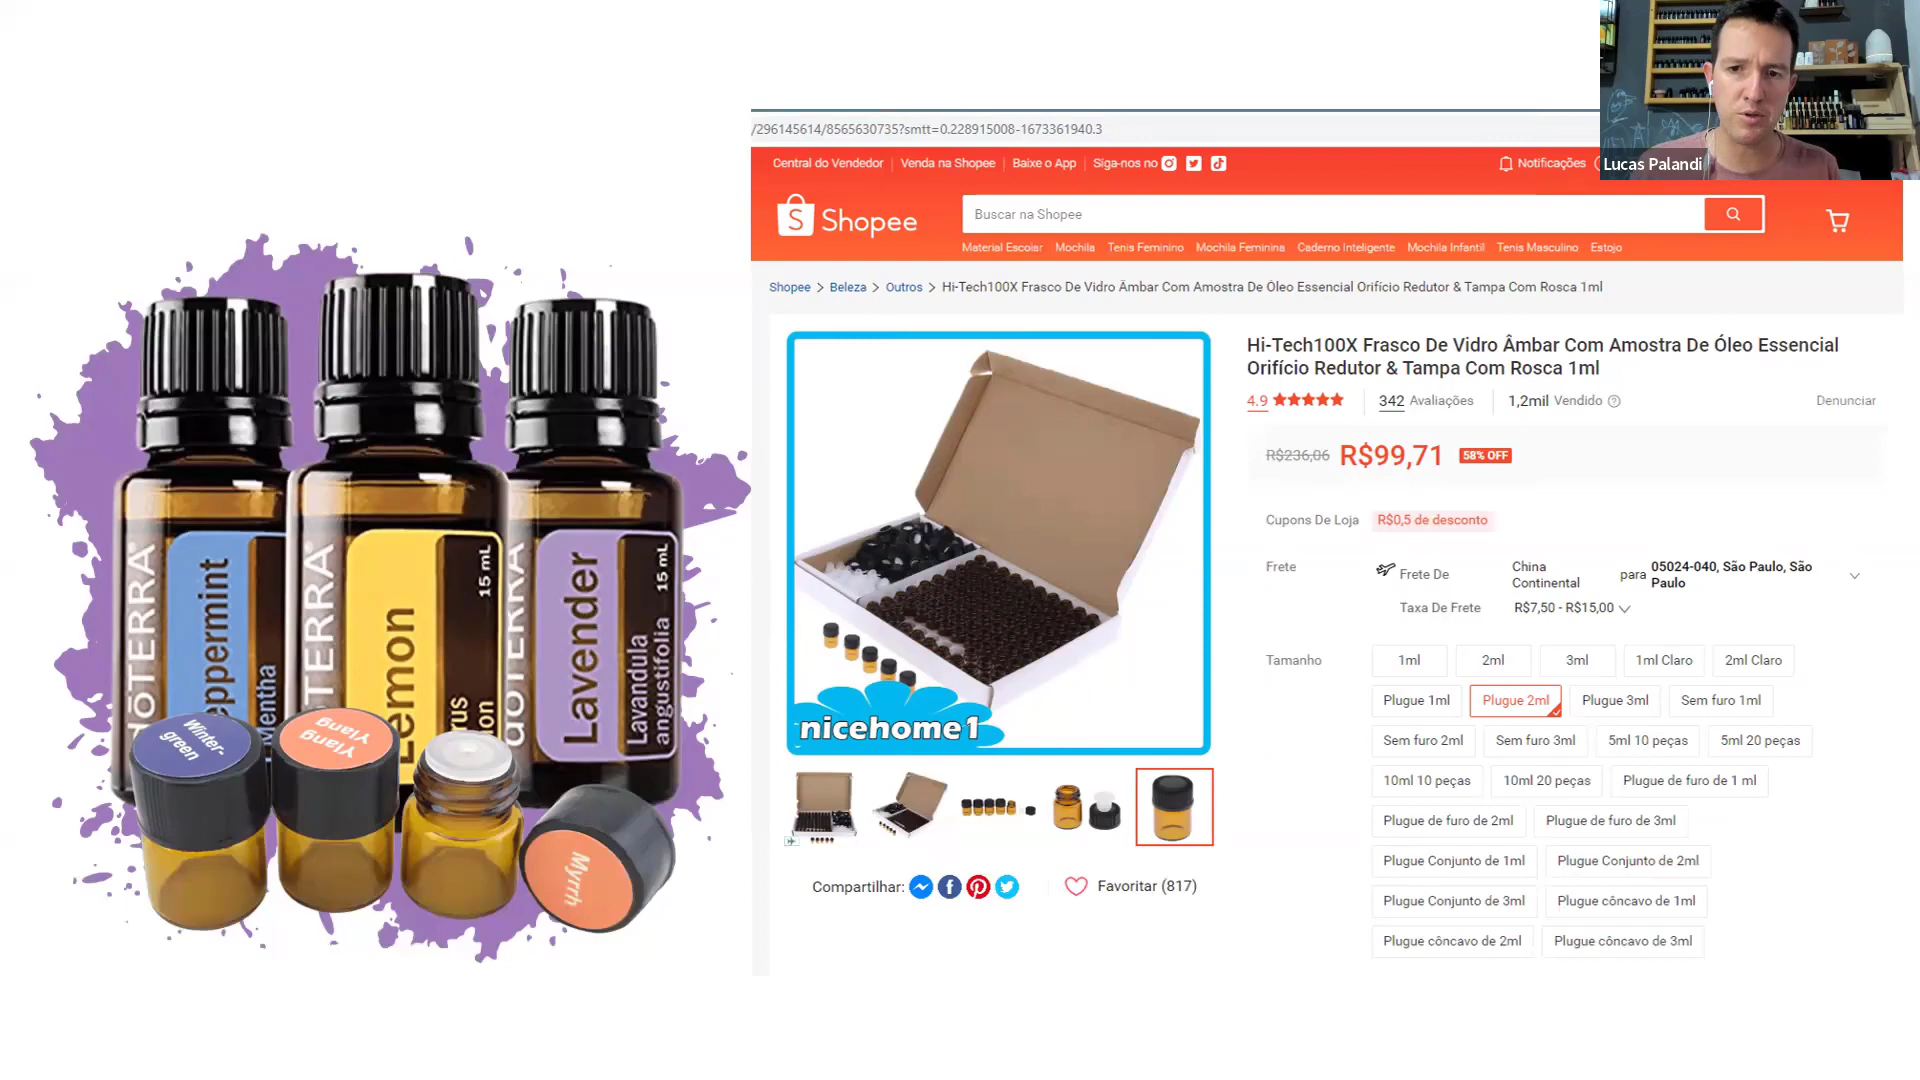 Lucas Palandi
/296145614/8565630735?smtt=0.228915008-1673361940.3
Central do Vendedor
Venda na Shopee
Baixe o App
Siga-nos no
Notificações
Shopee
Buscar na Shopee
Material Escolar
Mochila
Tenis Feminino
Mochila Feminina
Caderno Inteligente
Mochila Infantil
Tenis Masculino
Estojo
Shopee > Beleza > Outros > Hi-Tech100X Frasco De Vidro Âmbar Com Amostra De Óleo Essencial Orifício Redutor & Tampa Com Rosca 1ml
Hi-Tech100X Frasco De Vidro Âmbar Com Amostra De Óleo Essencial
Orifício Redutor & Tampa Com Rosca 1ml
4.9
342 Avaliações
1,2mil Vendido
Denunciar
R$236,06 R$99,71 58% OFF
Cupons De Loja
R$0,5 de desconto
Frete
Frete De
China
Continental
para
05024-040, São Paulo, São
Paulo
Taxa De Frete
R$7,50 - R$15,00
Tamanho
1ml
2ml
3ml
1ml Claro
2ml Claro
Plugue 1ml
Plugue 2ml
Plugue 3ml
Sem furo 1ml
Sem furo 2ml
Sem furo 3ml
5ml 10 peças
5ml 20 peças
10ml 10 peças
10ml 20 peças
Plugue de furo de 1 ml
Plugue de furo de 2ml
Plugue de furo de 3ml
Plugue Conjunto de 1ml
Plugue Conjunto de 2ml
Plugue Conjunto de 3ml
Plugue côncavo de 1ml
Plugue côncavo de 2ml
Plugue côncavo de 3ml
nicehome1
Compartilhar:
Favoritar (817)
dōTERRA
eppermint
Mentha
TERRA
Lemon
15 mL
Lavender
Lavandula
angustifolia
15 mL
Winter-
green
Ylang
Ylang
Myrrh